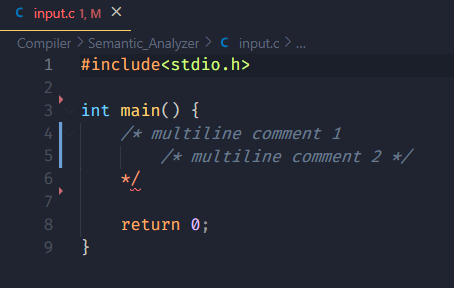 C input.c 1, M ×
Compiler > Semantic_Analyzer > C input.c > ...
1 #include<stdio.h>
2
3 int main() {
4 /* multiline comment 1
5 /* multiline comment 2 */
6 */
7
8 return 0;
9 }